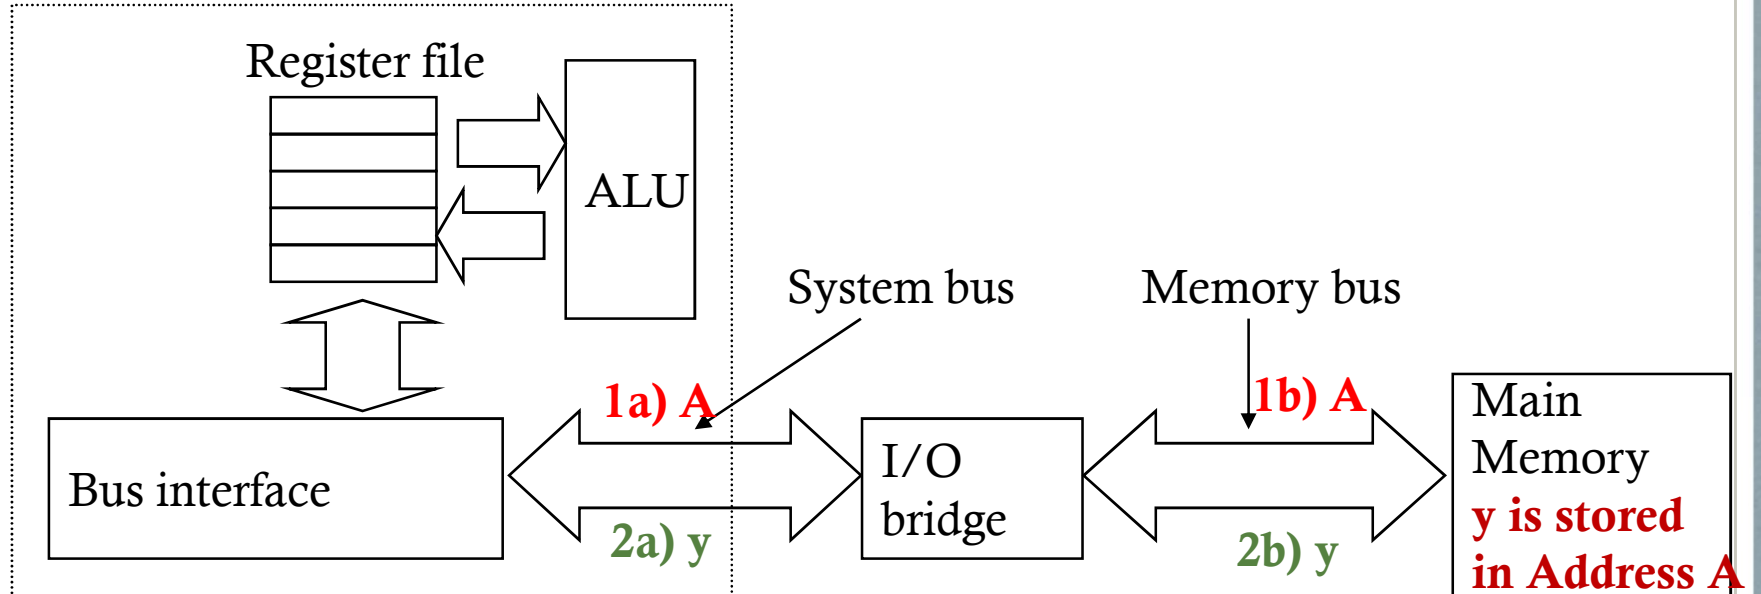 Register file
ALU
System bus
Memory bus
1a) A
1b) A
Bus interface
I/O
bridge
Main
Memory
y is stored
in Address A
2a) y
2b) y